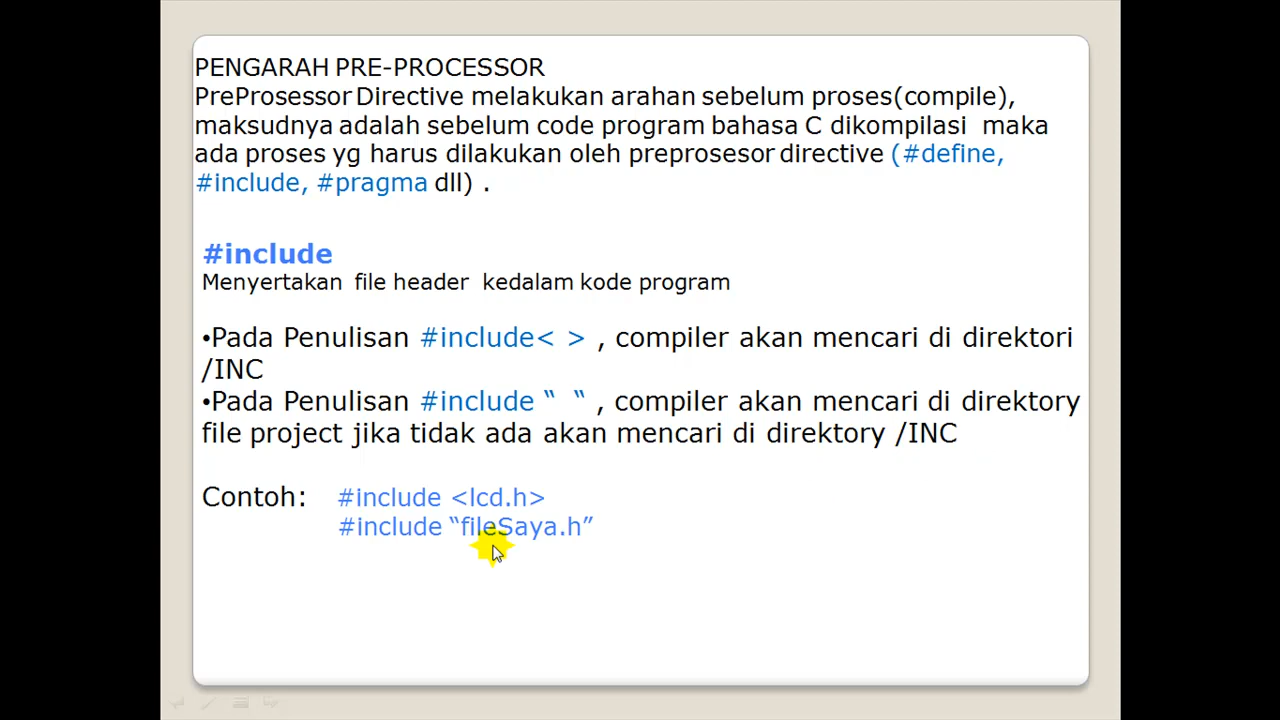 PENGARAH PRE-PROCESSOR
PreProsessor Directive melakukan arahan sebelum proses(compile),
maksudnya adalah sebelum code program bahasa C dikompilasi maka
ada proses yg harus dilakukan oleh preprosesor directive (#define,
#include, #pragma dll) .
#include
Menyertakan file header kedalam kode program
•Pada Penulisan #include< > , compiler akan mencari di direktori
/INC
•Pada Penulisan #include “ “ , compiler akan mencari di direktory
file project jika tidak ada akan mencari di direktory /INC
Contoh: #include <lcd.h>
#include “fileSaya.h”